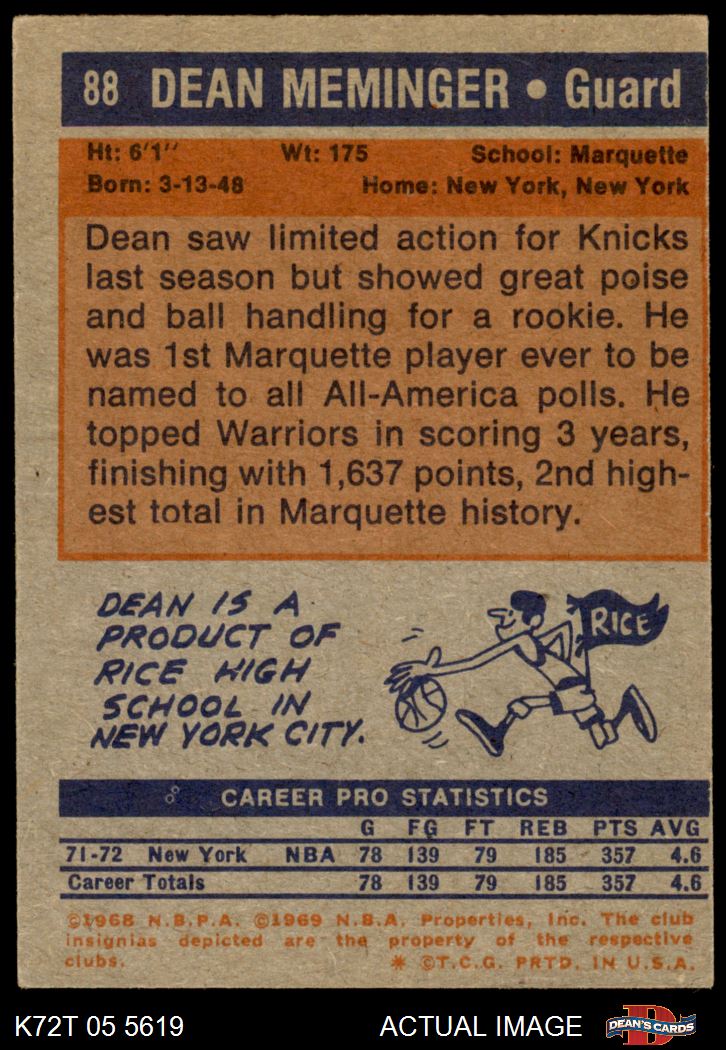 88 DEAN MEMINGER • Guard
Ht: 6'1" Wt: 175 School: Marquette
Born: 3-13-48 Home: New York, New York
Dean saw limited action for Knicks
last season but showed great poise
and ball handling for a rookie. He
was 1st Marquette player ever to be
named to all All-America polls. He
topped Warriors in scoring 3 years,
finishing with 1,637 points, 2nd high-
est total in Marquette history.
DEAN IS A
PRODUCT OF
RICE HIGH
SCHOOL IN
NEW YORK CITY.
RICE
CAREER PRO STATISTICS
G FG FT REB PTS AVG
71-72 New York NBA 78 139 79 185 357 4.6
Career Totals 78 139 79 185 357 4.6
©1968 N.B.P.A. ©1969 N.B.A. Properties, Inc. The club
insignias depicted are the property of the respective
clubs. * ©T.C.G. PRTD. IN U.S.A.
K72T 05 5619 ACTUAL IMAGE D DEAN'S CARDS